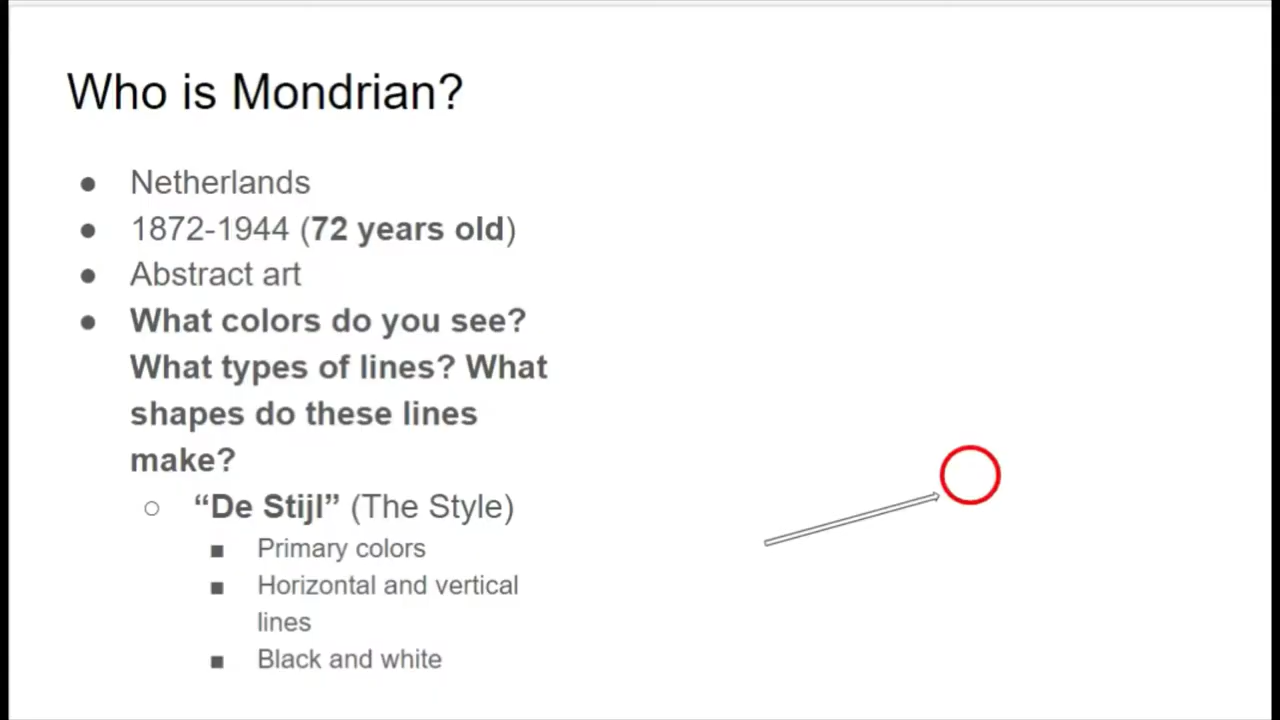 Who is Mondrian?
● Netherlands
● 1872-1944 (72 years old)
● Abstract art
● What colors do you see?
What types of lines? What
shapes do these lines
make?
○ “De Stijl” (The Style)
■ Primary colors
■ Horizontal and vertical
lines
■ Black and white